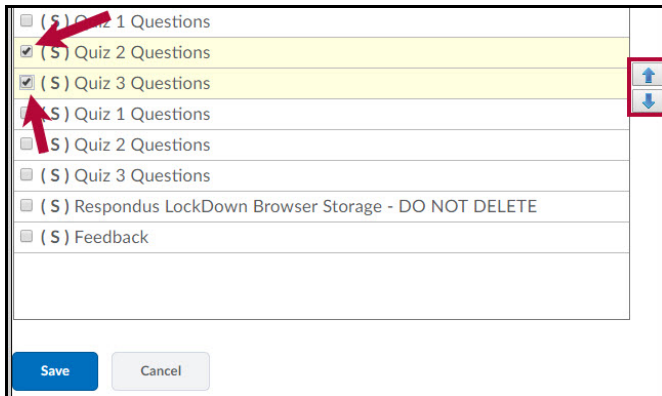 ( S ) Quiz 1 Questions
( S ) Quiz 2 Questions
( S ) Quiz 3 Questions
( S ) Quiz 1 Questions
( S ) Quiz 2 Questions
( S ) Quiz 3 Questions
( S ) Respondus LockDown Browser Storage - DO NOT DELETE
( S ) Feedback
Save Cancel